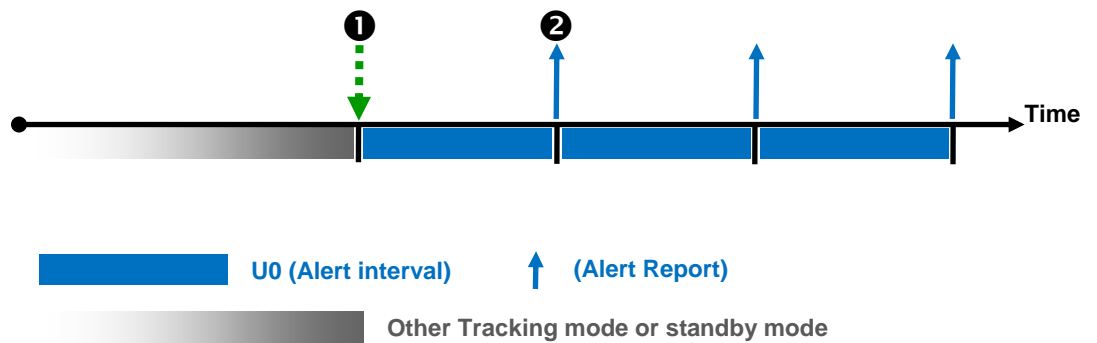 ❶ ❷
Time
U0 (Alert interval) (Alert Report)
Other Tracking mode or standby mode